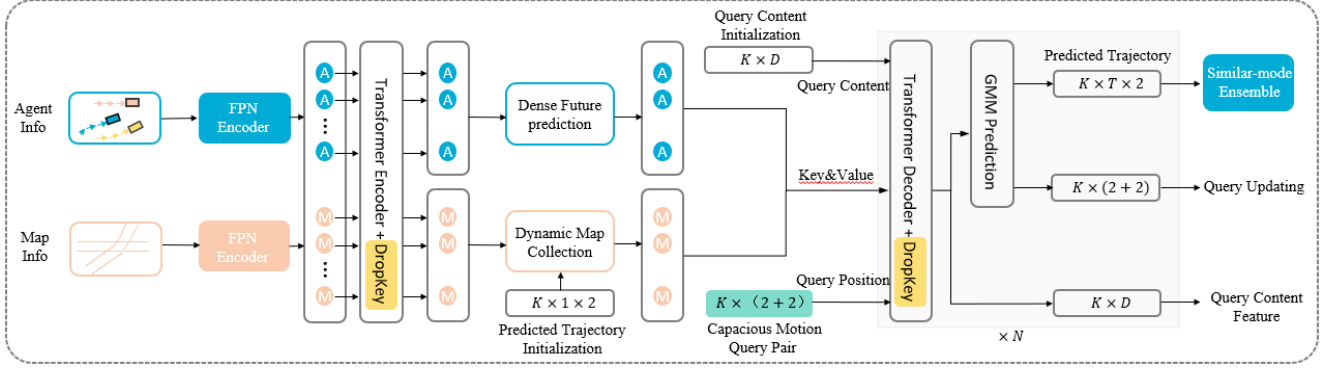 Agent
Info
FPN
Encoder
A
A
⋮
A
M
M
⋮
M
Transformer Encoder + DropKey
A
A
A
M
M
M
Dense Future
prediction
Dynamic Map
Collection
K × 1 × 2
Predicted Trajectory
Initialization
A
A
A
M
M
M
Map
Info
FPN
Encoder
Query Content
Initialization
K × D
Query Content
Key&Value
Query Position
K × （2 + 2）
Capacious Motion
Query Pair
Transformer Decoder + DropKey
GMM Prediction
Predicted Trajectory
K × T × 2
Similar-mode
Ensemble
K × (2 + 2)
Query Updating
K × D
Query Content
Feature
× N